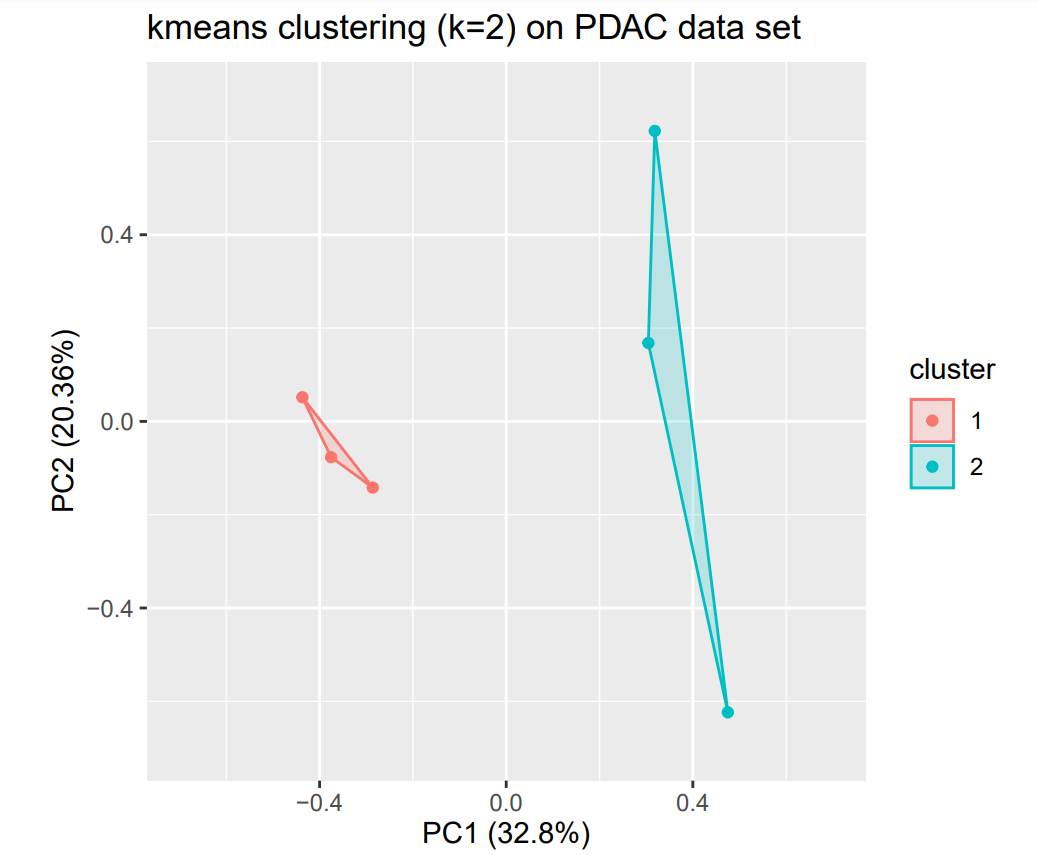 kmeans clustering (k=2) on PDAC data set
0.4
0.0
−0.4
PC2 (20.36%)
−0.4 0.0 0.4
PC1 (32.8%)
cluster
1
2